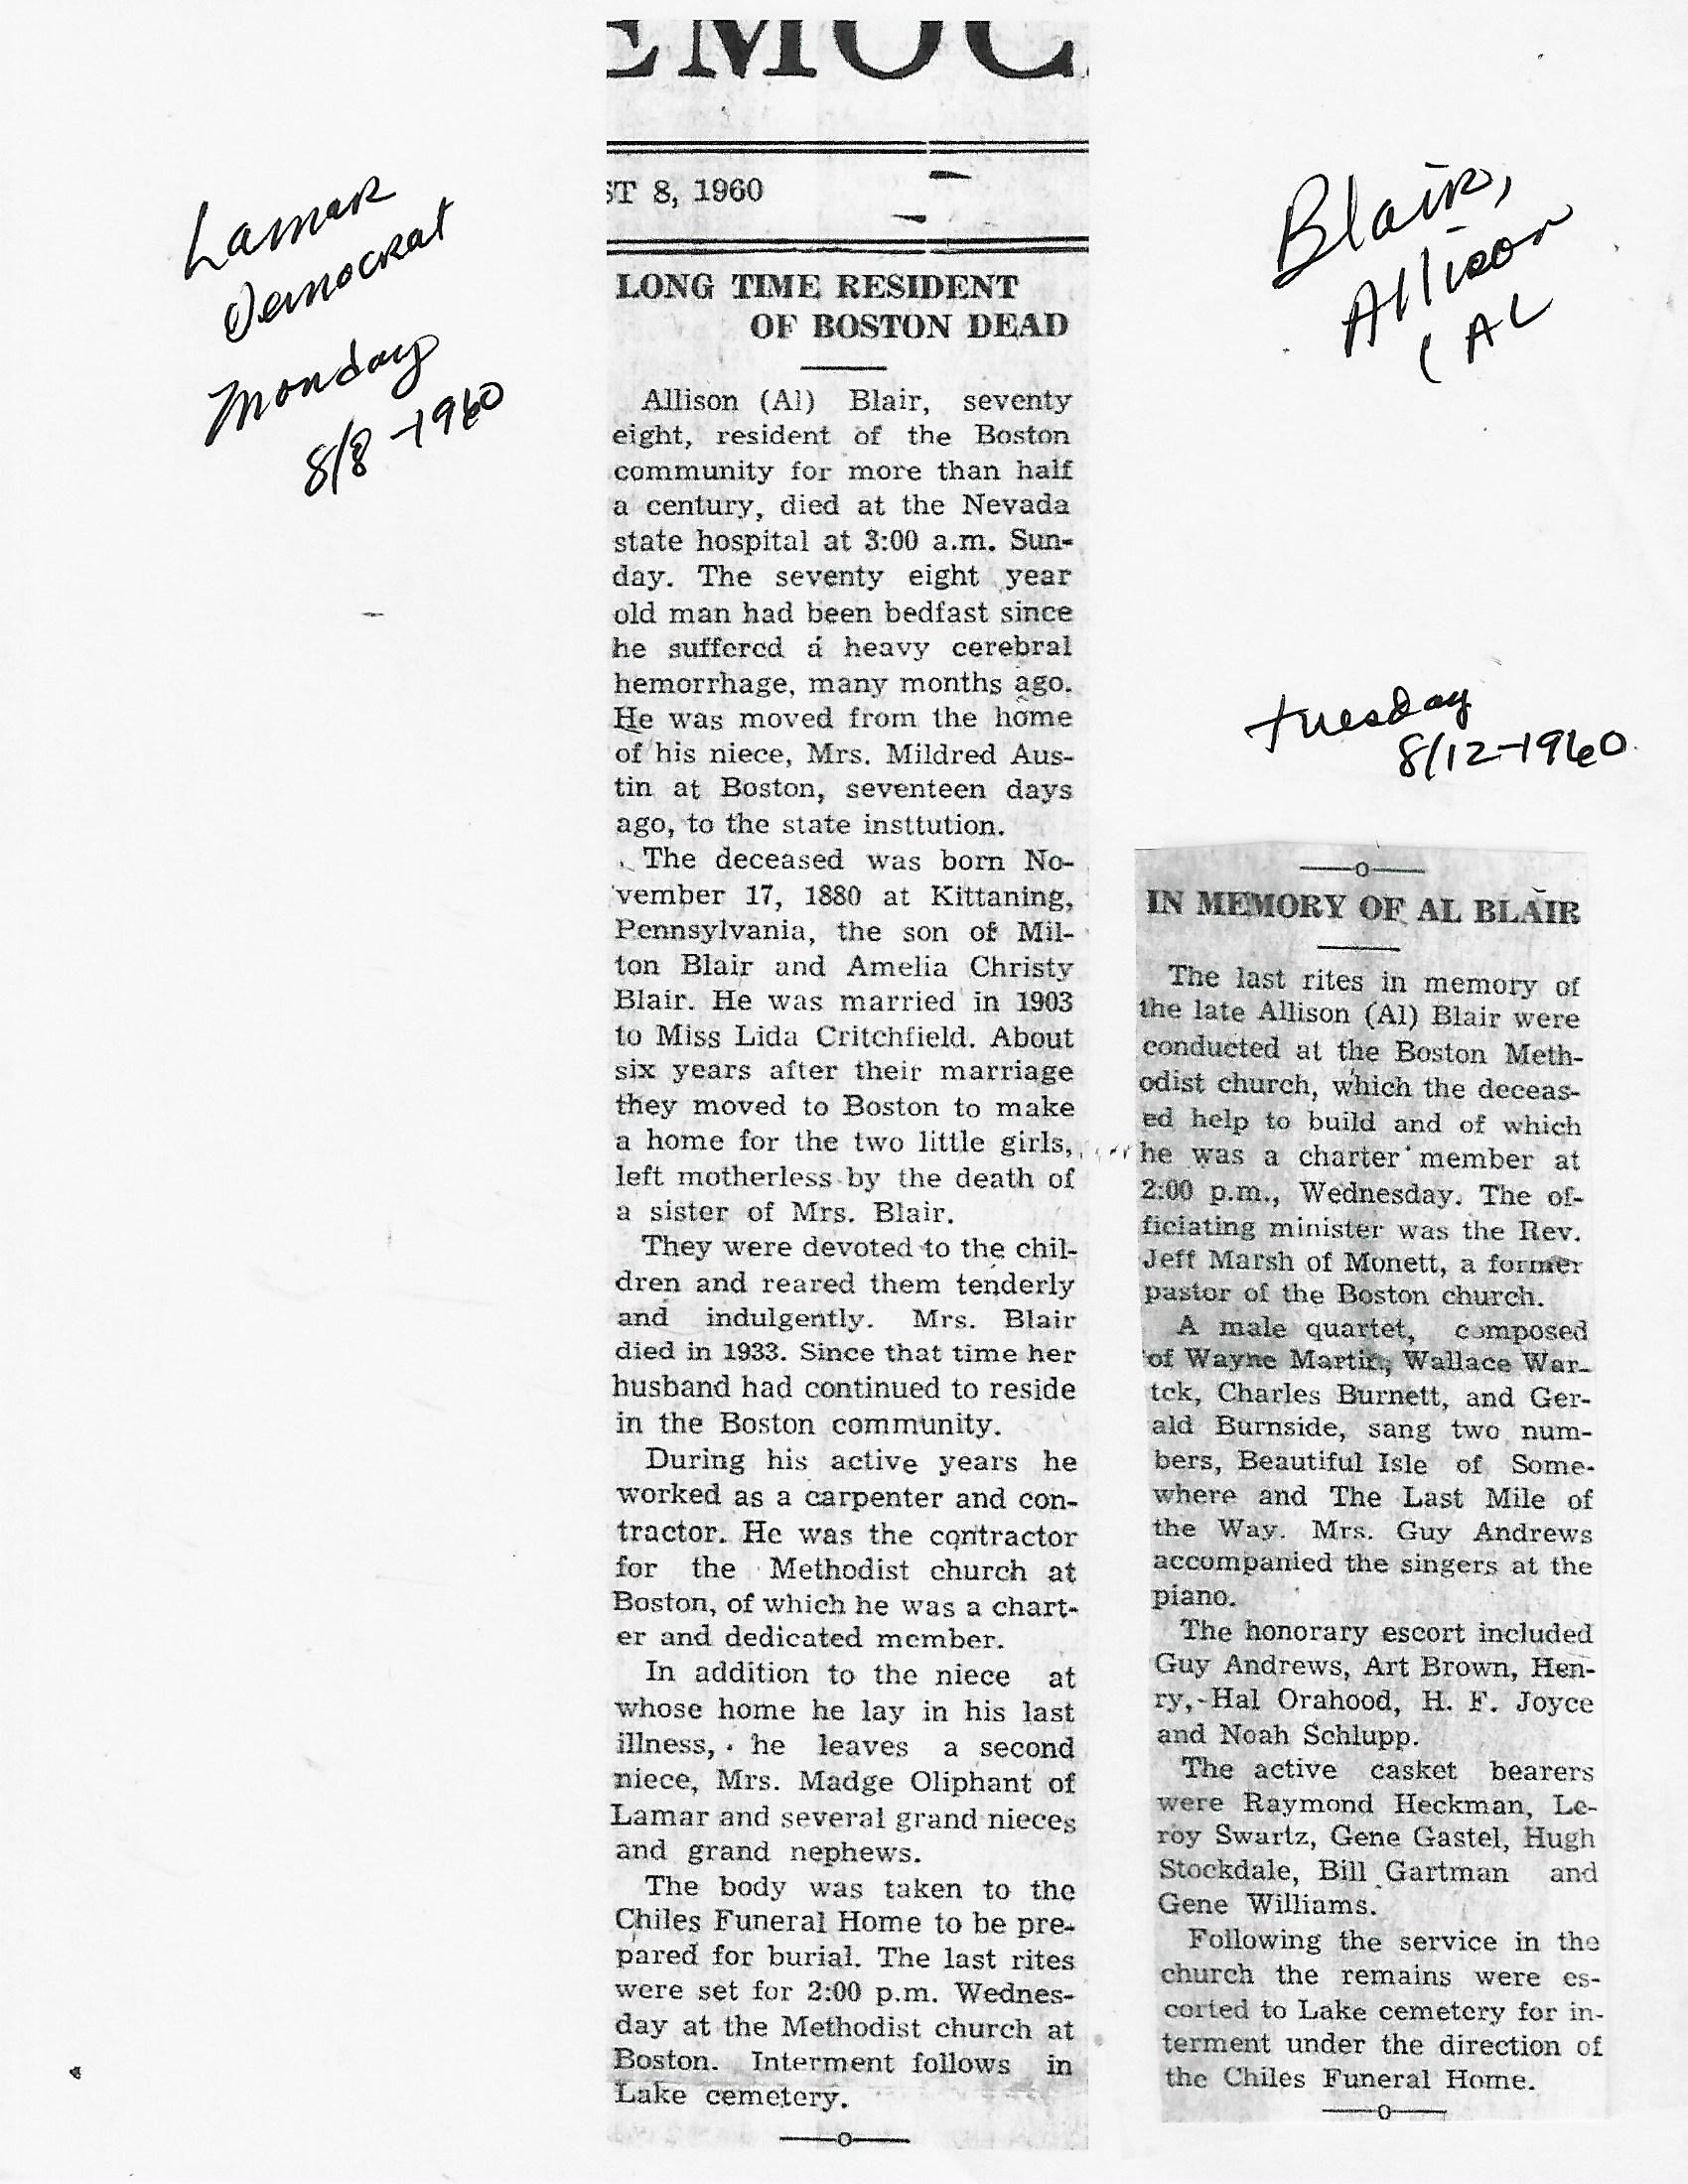 EMOC
Lamar
Democrat
Monday
8/8-1960
ST 8, 1960
LONG TIME RESIDENT
OF BOSTON DEAD
Allison (Al) Blair, seventy
eight, resident of the Boston
community for more than half
a century, died at the Nevada
state hospital at 3:00 a.m. Sun-
day. The seventy eight year
old man had been bedfast since
he suffered a heavy cerebral
hemorrhage, many months ago.
He was moved from the home
of his niece, Mrs. Mildred Aus-
tin at Boston, seventeen days
ago, to the state insttution.
The deceased was born No-
vember 17, 1880 at Kittaning,
Pennsylvania, the son of Mil-
ton Blair and Amelia Christy
Blair. He was married in 1903
to Miss Lida Critchfield. About
six years after their marriage
they moved to Boston to make
a home for the two little girls,
left motherless by the death of
a sister of Mrs. Blair.
They were devoted to the chil-
dren and reared them tenderly
and indulgently. Mrs. Blair
died in 1933. Since that time her
husband had continued to reside
in the Boston community.
During his active years he
worked as a carpenter and con-
tractor. He was the contractor
for the Methodist church at
Boston, of which he was a chart-
er and dedicated member.
In addition to the niece at
whose home he lay in his last
illness, he leaves a second
niece, Mrs. Madge Oliphant of
Lamar and several grand nieces
and grand nephews.
The body was taken to the
Chiles Funeral Home to be pre-
pared for burial. The last rites
were set for 2:00 p.m. Wednes-
day at the Methodist church at
Boston. Interment follows in
Lake cemetery.
Blair,
Allison
(AL
Tuesday
8/12-1960
IN MEMORY OF AL BLAIR
The last rites in memory of
the late Allison (Al) Blair were
conducted at the Boston Meth-
odist church, which the deceas-
ed help to build and of which
he was a charter member at
2:00 p.m., Wednesday. The of-
ficiating minister was the Rev.
Jeff Marsh of Monett, a former
pastor of the Boston church.
A male quartet, composed
of Wayne Martin, Wallace War-
tck, Charles Burnett, and Ger-
ald Burnside, sang two num-
bers, Beautiful Isle of Some-
where and The Last Mile of
the Way. Mrs. Guy Andrews
accompanied the singers at the
piano.
The honorary escort included
Guy Andrews, Art Brown, Hen-
ry, Hal Orahood, H. F. Joyce
and Noah Schlupp.
The active casket bearers
were Raymond Heckman, Le-
roy Swartz, Gene Gastel, Hugh
Stockdale, Bill Gartman and
Gene Williams.
Following the service in the
church the remains were es-
corted to Lake cemetery for in-
terment under the direction of
the Chiles Funeral Home.